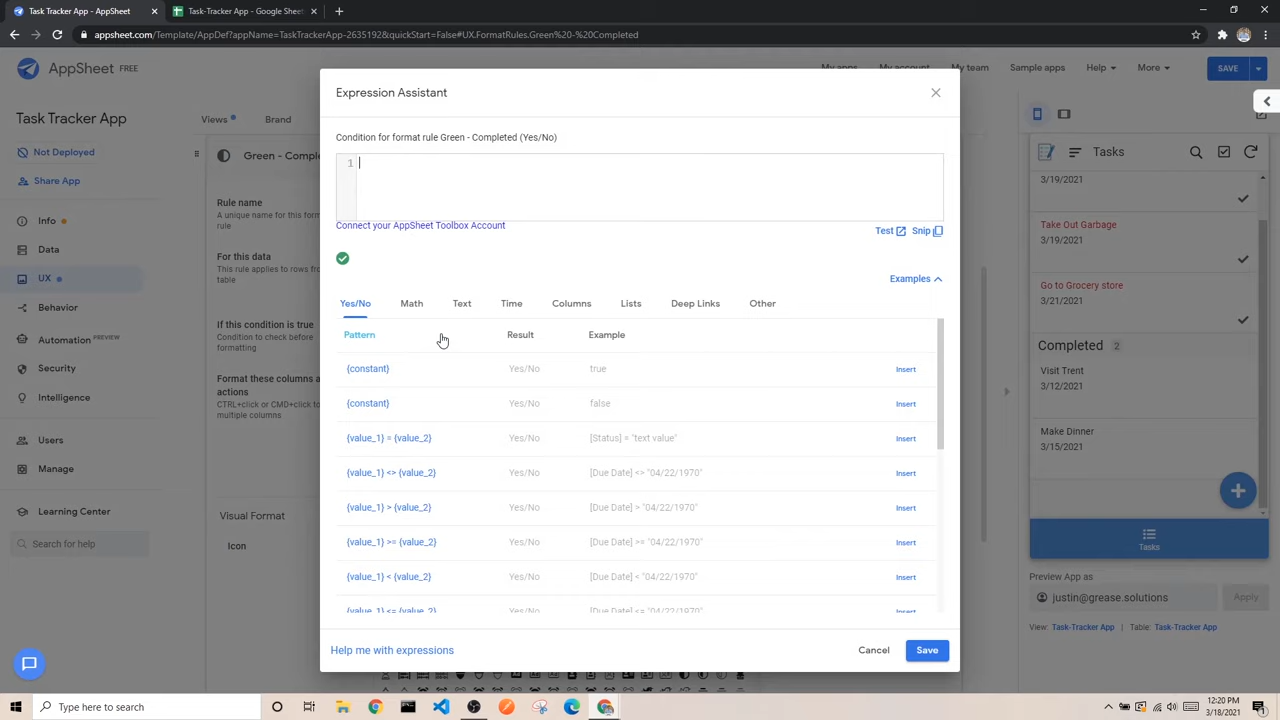 Task Tracker App - AppSheet
Task-Tracker App - Google Sheet
appsheet.com/Template/AppDef?appName=TaskTrackerApp-2635192&quickStart=False#UX.FormatRules.Green%20-%20Completed
AppSheet FREE
My apps
My account
My team
Sample apps
Help
More
SAVE
Task Tracker App
Not Deployed
Share App
Info
Data
UX
Behavior
Automation PREVIEW
Security
Intelligence
Users
Manage
Learning Center
Search for help
Views
Brand
Green - Comple
Rule name
A unique name for this form
rule
For this data
This rule applies to rows fro
table
If this condition is true
Condition to check before
formatting
Format these columns a
actions
CTRL+click or CMD+click to
multiple columns
Visual Format
Icon
Expression Assistant
Condition for format rule Green - Completed (Yes/No)
1
Connect your AppSheet Toolbox Account
Test
Snip
Examples
Yes/No Math Text Time Columns Lists Deep Links Other
Pattern Result Example
{constant} Yes/No true Insert
{constant} Yes/No false Insert
{value_1} = {value_2} Yes/No [Status] = "text value" Insert
{value_1} <> {value_2} Yes/No [Due Date] <> "04/22/1970" Insert
{value_1} > {value_2} Yes/No [Due Date] > "04/22/1970" Insert
{value_1} >= {value_2} Yes/No [Due Date] >= "04/22/1970" Insert
{value_1} < {value_2} Yes/No [Due Date] < "04/22/1970" Insert
{value_1} <= {value_2} Yes/No [Due Date] <= "04/22/1970" Insert
Help me with expressions
Cancel
Save
Tasks
3/19/2021
Take Out Garbage
3/19/2021
Go to Grocery store
3/21/2021
Completed 2
Visit Trent
3/12/2021
Make Dinner
3/15/2021
Tasks
Preview App as
justin@grease.solutions
Apply
View: Task-Tracker App | Table: Task-Tracker App
Type here to search
12:20 PM
3/18/2021